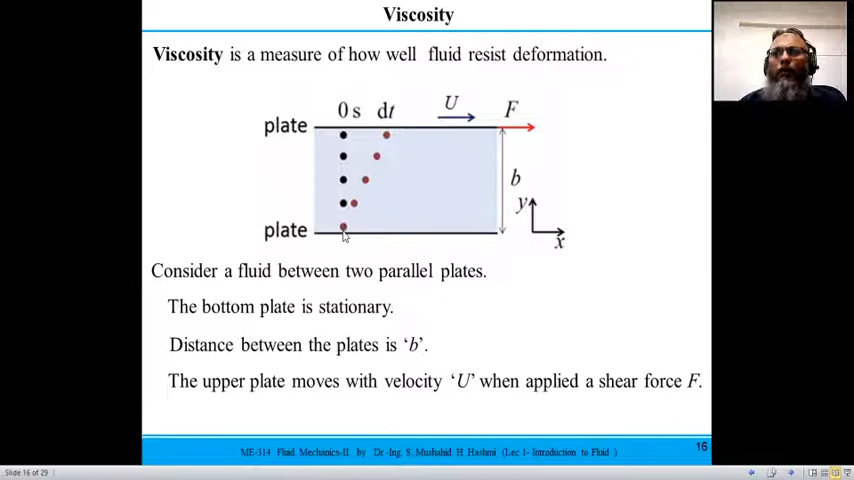 Viscosity
Viscosity is a measure of how well fluid resist deformation.
0 s dt U F
plate
b
y
plate
x
Consider a fluid between two parallel plates.
The bottom plate is stationary.
Distance between the plates is ‘b’.
The upper plate moves with velocity ‘U’ when applied a shear force F.
ME-314 Fluid Mechanics-II by Dr-Ing. S. Mushahid H Hashmi (Lec 1- Introduction to Fluid )
16
Slide 16 of 29